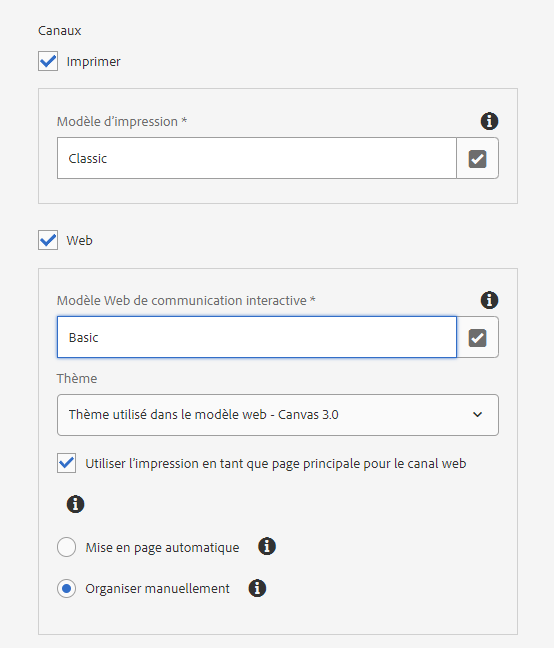 Canaux
Imprimer
Modèle d'impression *
Classic
Web
Modèle Web de communication interactive *
Basic
Thème
Thème utilisé dans le modèle web - Canvas 3.0
Utiliser l'impression en tant que page principale pour le canal web
Mise en page automatique
Organiser manuellement